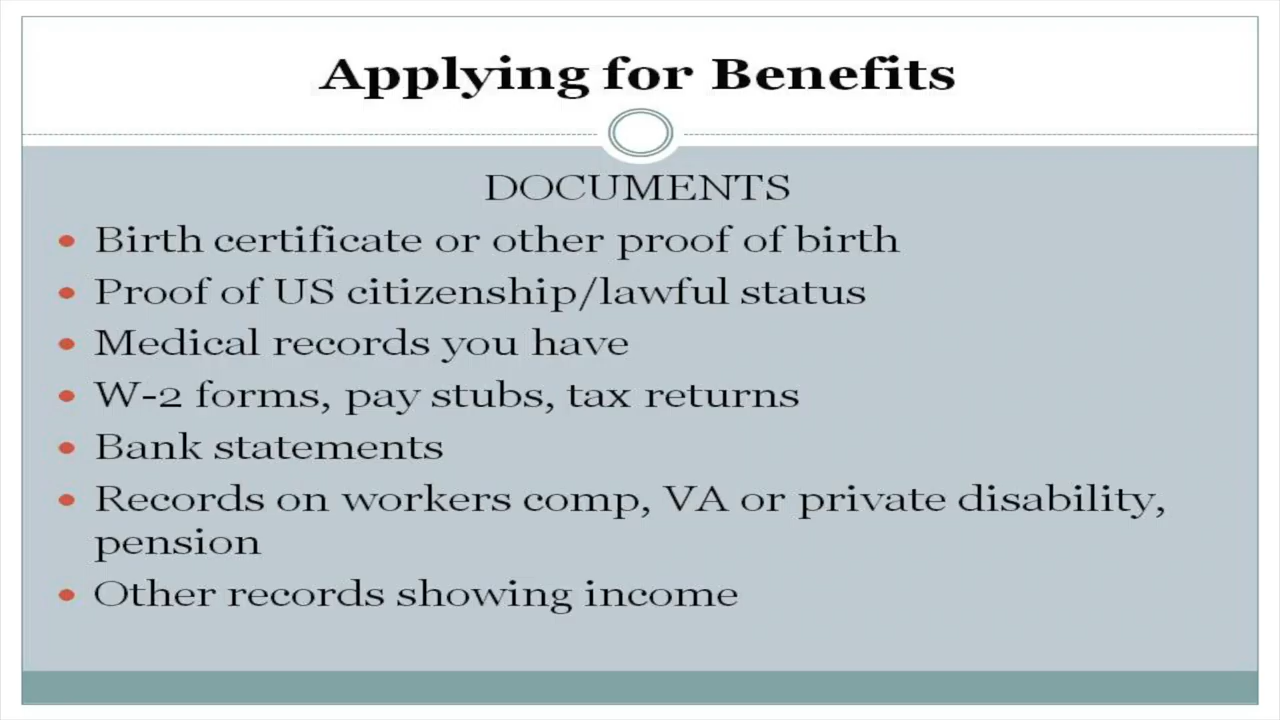 Applying for Benefits
DOCUMENTS
• Birth certificate or other proof of birth
• Proof of US citizenship/lawful status
• Medical records you have
• W-2 forms, pay stubs, tax returns
• Bank statements
• Records on workers comp, VA or private disability,
pension
• Other records showing income